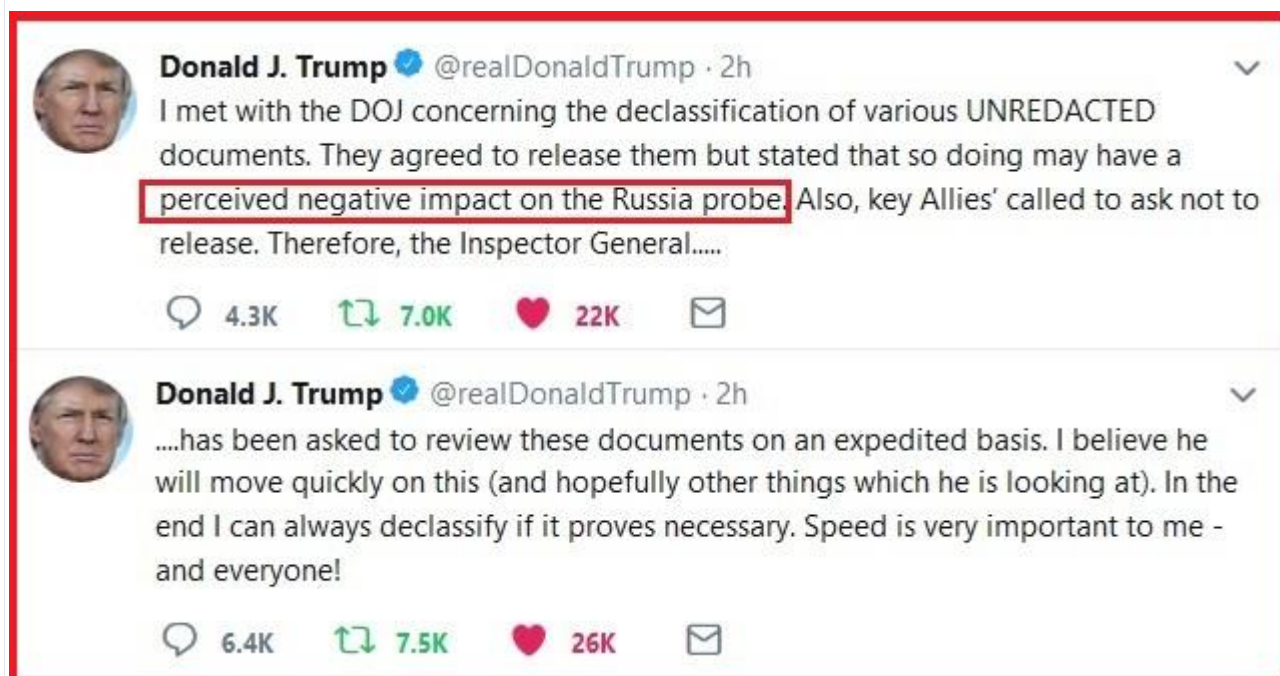 Donald J. Trump @realDonaldTrump · 2h
I met with the DOJ concerning the declassification of various UNREDACTED
documents. They agreed to release them but stated that so doing may have a
perceived negative impact on the Russia probe. Also, key Allies’ called to ask not to
release. Therefore, the Inspector General.....
4.3K 7.0K 22K
Donald J. Trump @realDonaldTrump · 2h
....has been asked to review these documents on an expedited basis. I believe he
will move quickly on this (and hopefully other things which he is looking at). In the
end I can always declassify if it proves necessary. Speed is very important to me -
and everyone!
6.4K 7.5K 26K